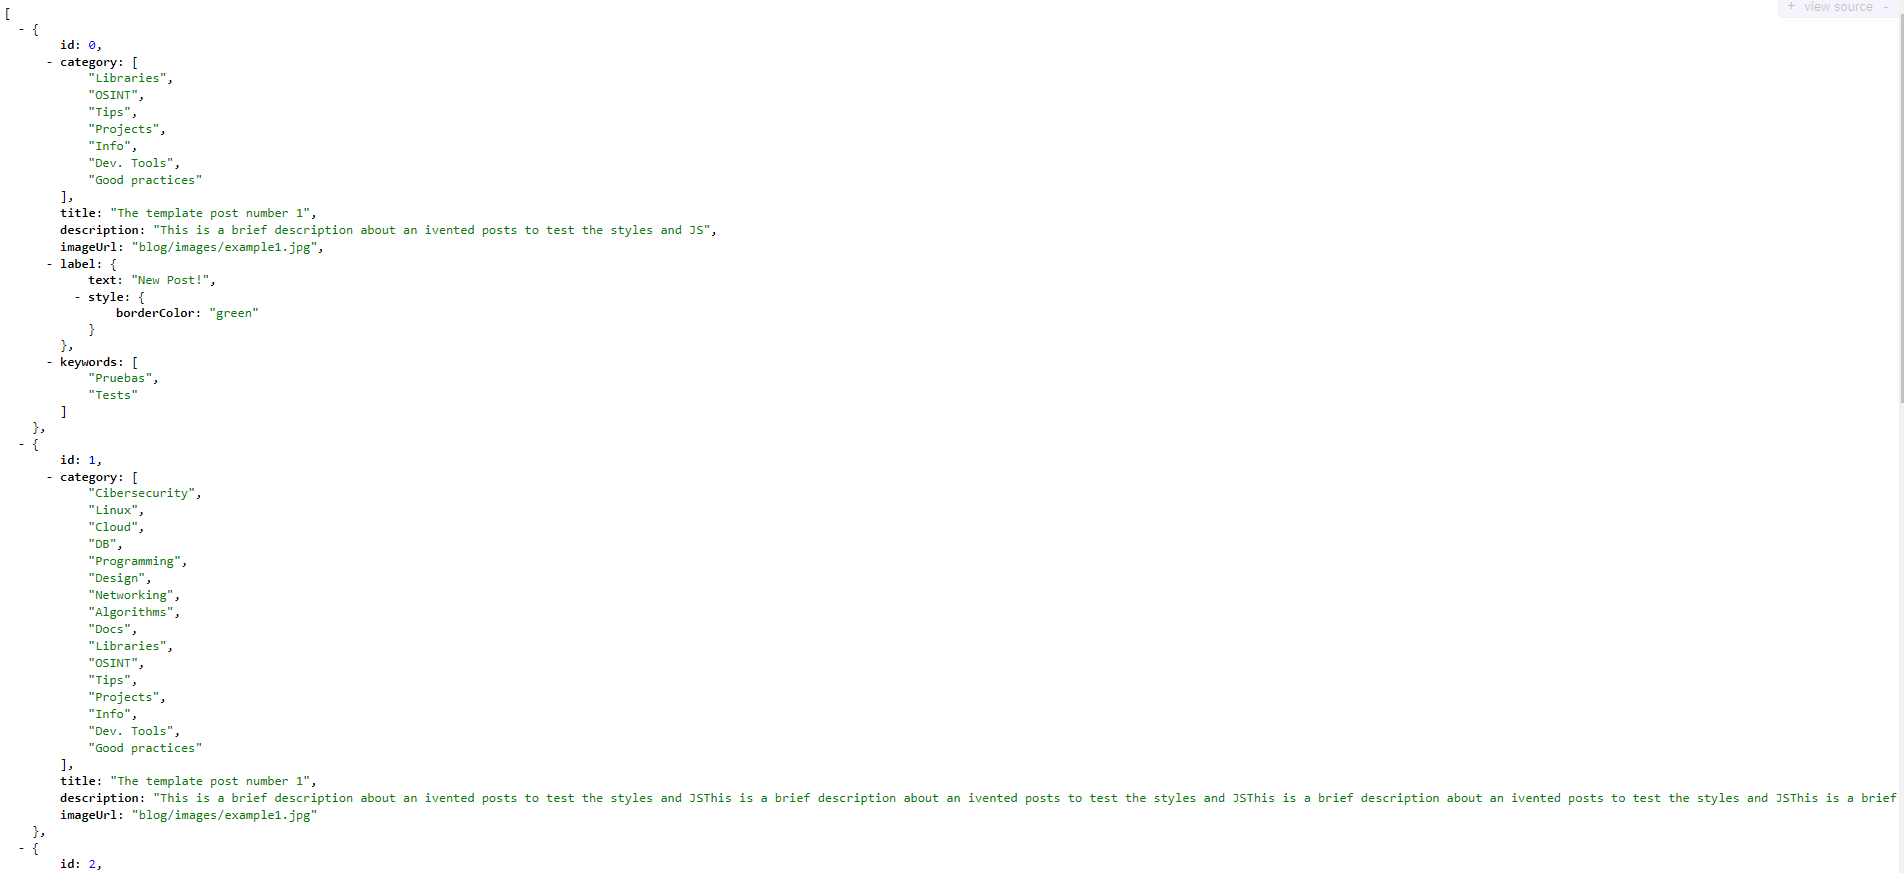 [
+ view source -
- {
id: 0,
- category: [
"Libraries",
"OSINT",
"Tips",
"Projects",
"Info",
"Dev. Tools",
"Good practices"
],
title: "The template post number 1",
description: "This is a brief description about an ivented posts to test the styles and JS",
imageUrl: "blog/images/example1.jpg",
- label: {
text: "New Post!",
- style: {
borderColor: "green"
}
},
- keywords: [
"Pruebas",
"Tests"
]
},
- {
id: 1,
- category: [
"Cibersecurity",
"Linux",
"Cloud",
"DB",
"Programming",
"Design",
"Networking",
"Algorithms",
"Docs",
"Libraries",
"OSINT",
"Tips",
"Projects",
"Info",
"Dev. Tools",
"Good practices"
],
title: "The template post number 1",
description: "This is a brief description about an ivented posts to test the styles and JSThis is a brief description about an ivented posts to test the styles and JSThis is a brief description about an ivented posts to test the styles and JSThis is a brief
imageUrl: "blog/images/example1.jpg"
},
- {
id: 2,